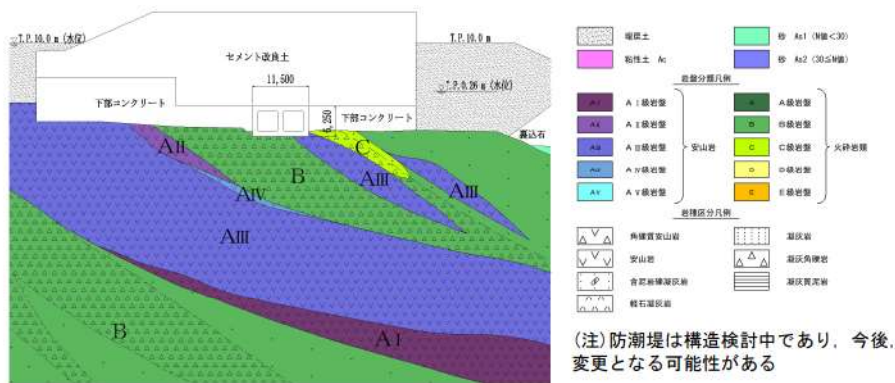 T.P.10.0 m (水位)
セメント改良土
T.P.10.0 m
11,500
T.P.0.26 m (水位)
下部コンクリート
6,250
下部コンクリート
裏込石
AII
C
B
AIII
AIII
AIV
AIII
B
AI
埋戻土
砂 As1 (N値<30)
粘性土 Ac
砂 As2 (30≦N値)
岩盤分類凡例
AI AⅠ級岩盤
A A級岩盤
AⅡ級岩盤
B B級岩盤
AⅢ級岩盤
安山岩
C C級岩盤
火砕岩類
AⅣ級岩盤
D D級岩盤
AV AⅤ級岩盤
E E級岩盤
岩種区分凡例
角礫質安山岩
凝灰岩
安山岩
凝灰角礫岩
含泥岩礫凝灰岩
凝灰質泥岩
軽石凝灰岩
(注)防潮堤は構造検討中であり,今後,
変更となる可能性がある